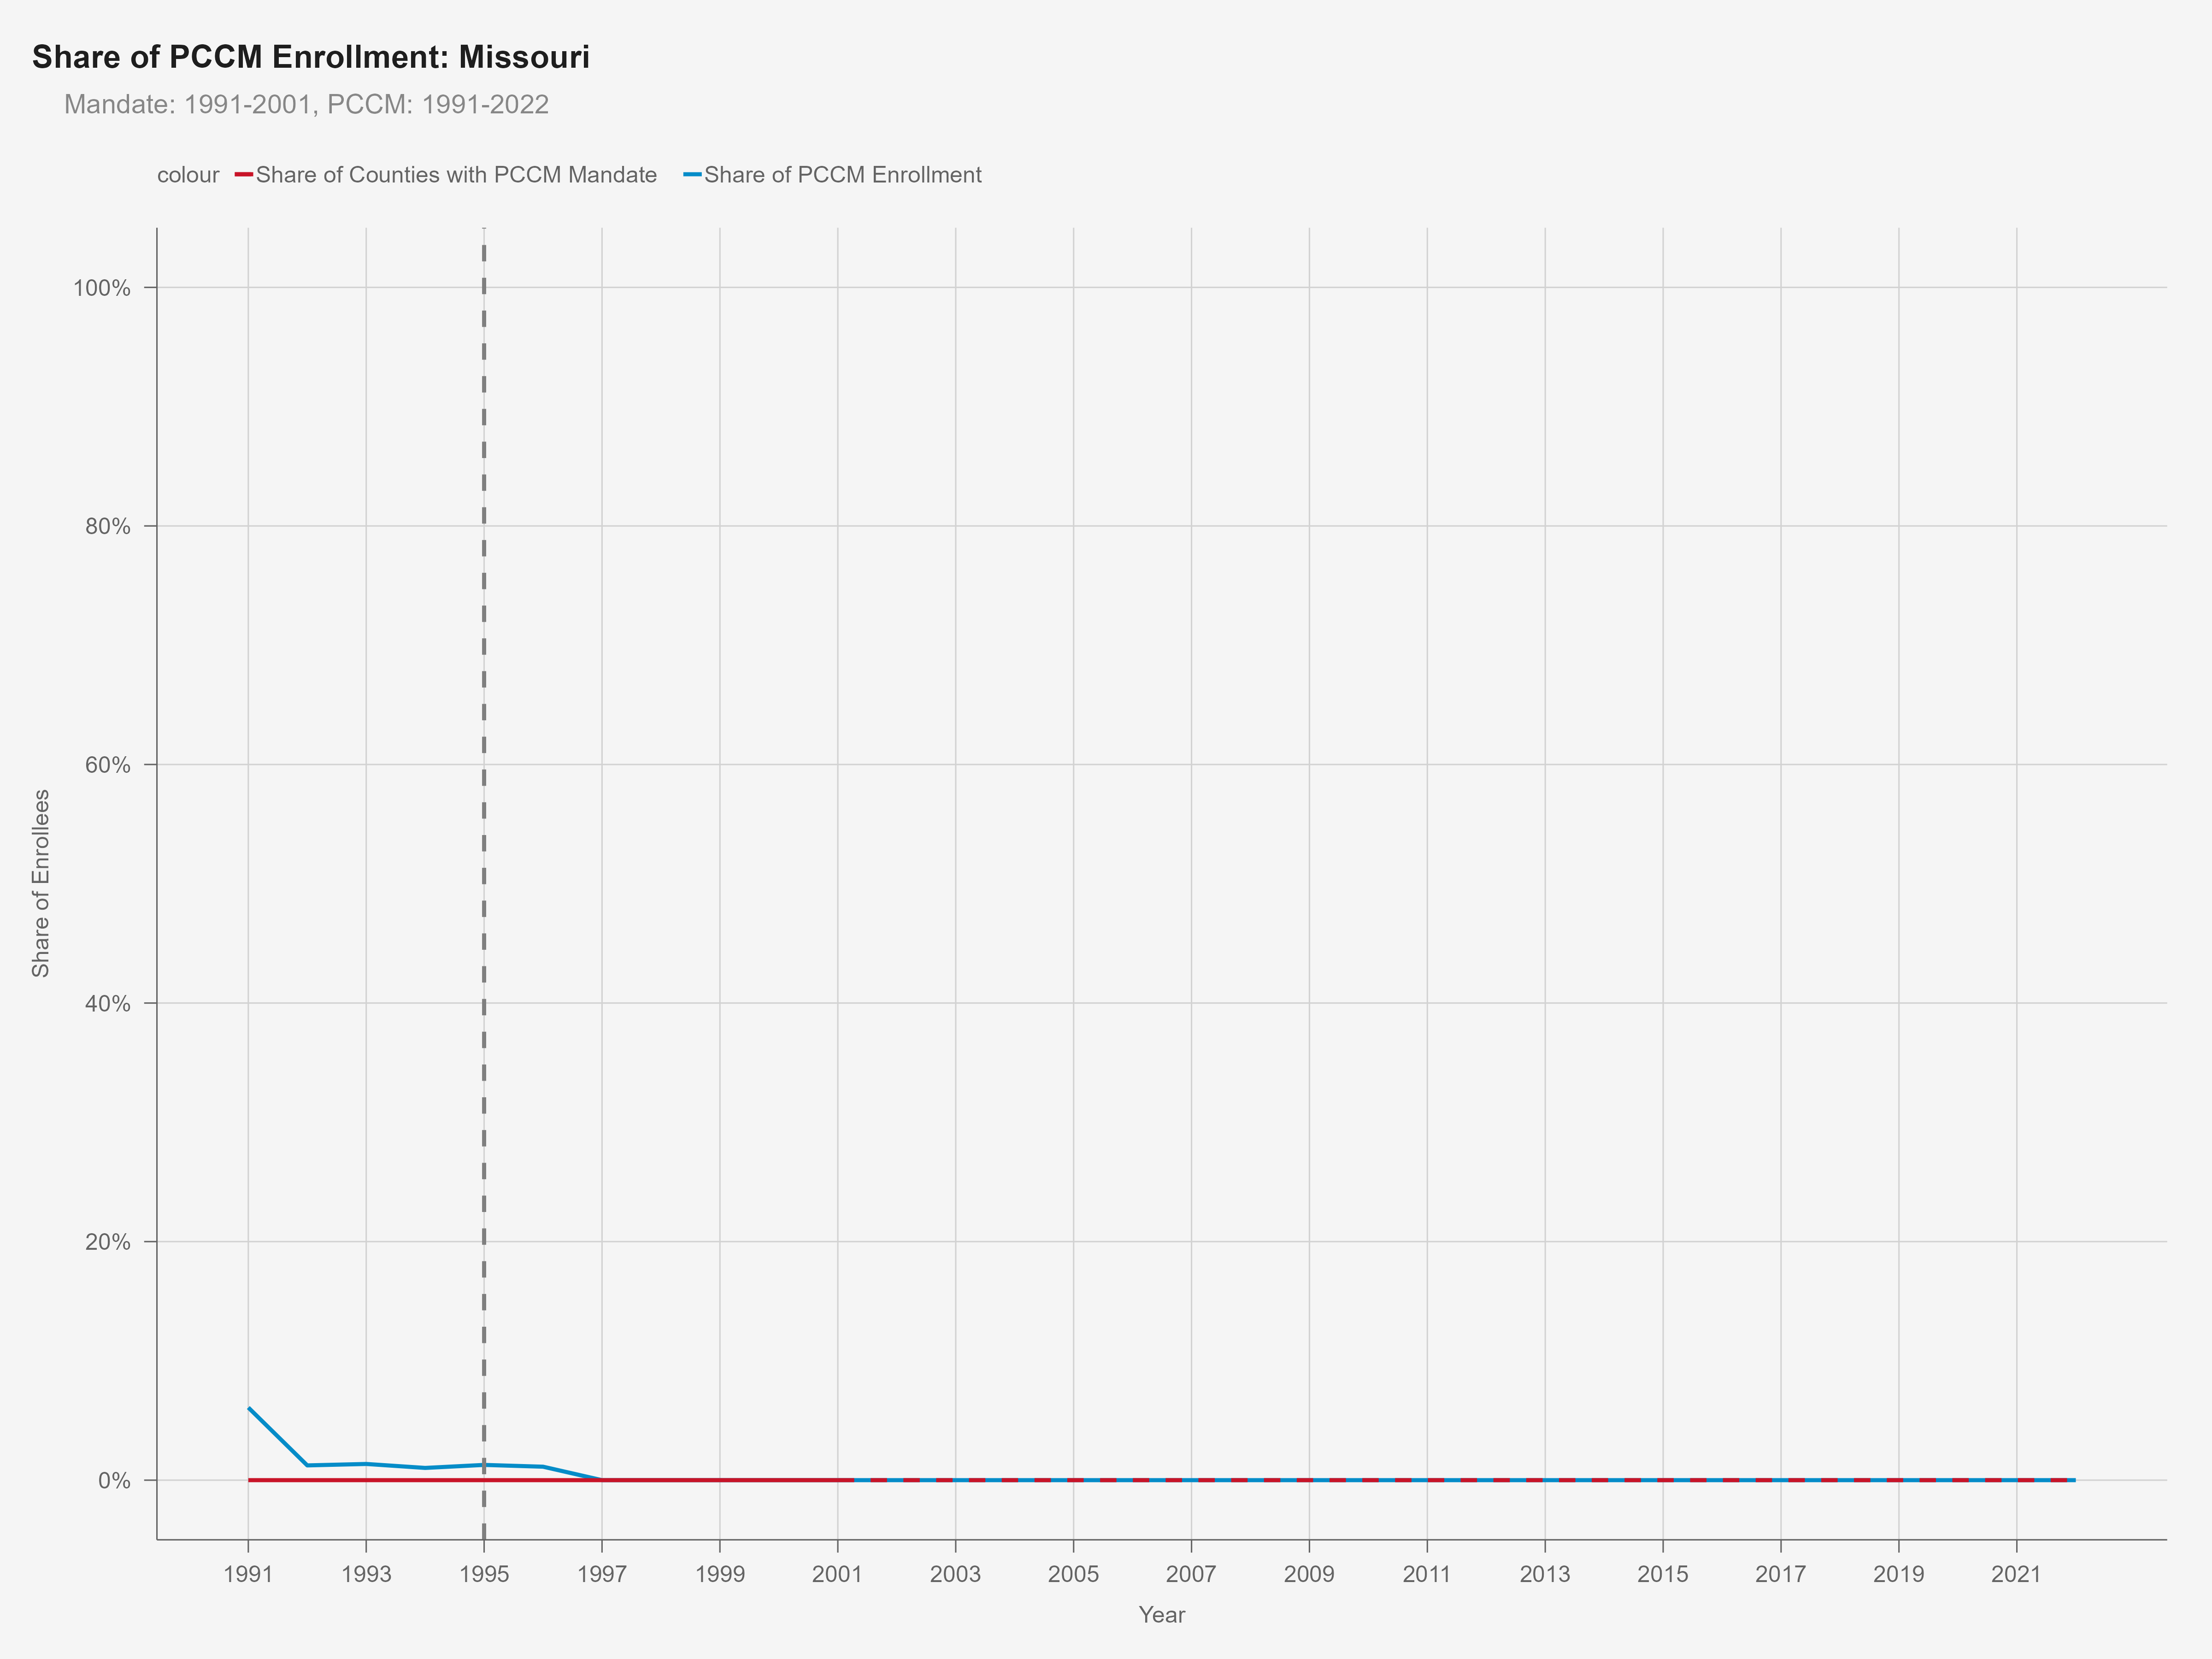 Share of PCCM Enrollment: Missouri
Mandate: 1991-2001, PCCM: 1991-2022
colour Share of Counties with PCCM Mandate Share of PCCM Enrollment
100%
80%
60%
40%
20%
0%
Share of Enrollees
1991 1993 1995 1997 1999 2001 2003 2005 2007 2009 2011 2013 2015 2017 2019 2021
Year